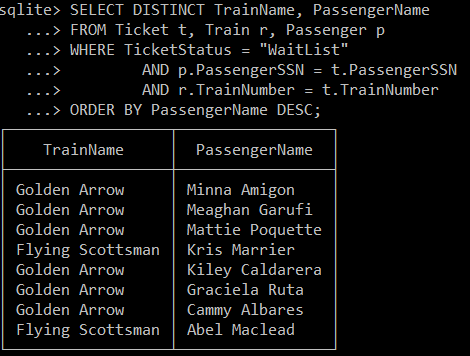 sqlite> SELECT DISTINCT TrainName, PassengerName
   ...> FROM Ticket t, Train r, Passenger p
   ...> WHERE TicketStatus = "WaitList"
   ...>         AND p.PassengerSSN = t.PassengerSSN
   ...>         AND r.TrainNumber = t.TrainNumber
   ...> ORDER BY PassengerName DESC;
TrainName PassengerName
Golden Arrow Minna Amigon
Golden Arrow Meaghan Garufi
Golden Arrow Mattie Poquette
Flying Scottsman Kris Marrier
Golden Arrow Kiley Caldarera
Golden Arrow Graciela Ruta
Golden Arrow Cammy Albares
Flying Scottsman Abel Maclead